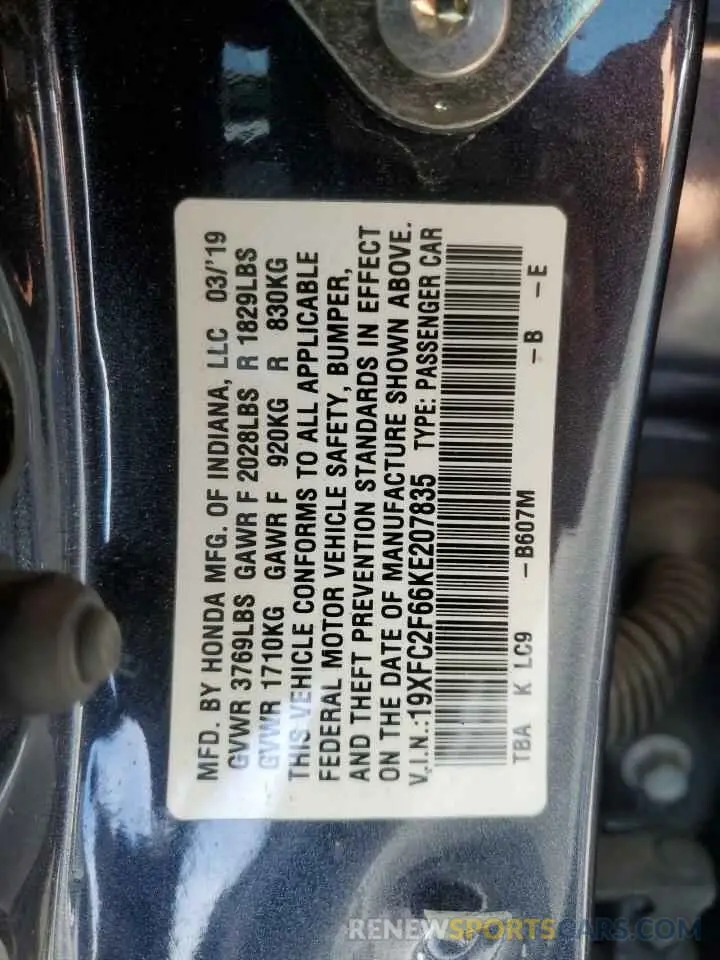 MFD. BY HONDA MFG. OF INDIANA, LLC 03/'19
GVWR 3769LBS GAWR F 2028LBS R 1829LBS
GVWR 1710KG GAWR F 920KG R 830KG
THIS VEHICLE CONFORMS TO ALL APPLICABLE
FEDERAL MOTOR VEHICLE SAFETY, BUMPER,
AND THEFT PREVENTION STANDARDS IN EFFECT
ON THE DATE OF MANUFACTURE SHOWN ABOVE.
V.I.N.:19XFC2F66KE207835 TYPE: PASSENGER CAR
TBA K LC9 -B607M -B -E
RENEWSPORTSCARS.COM